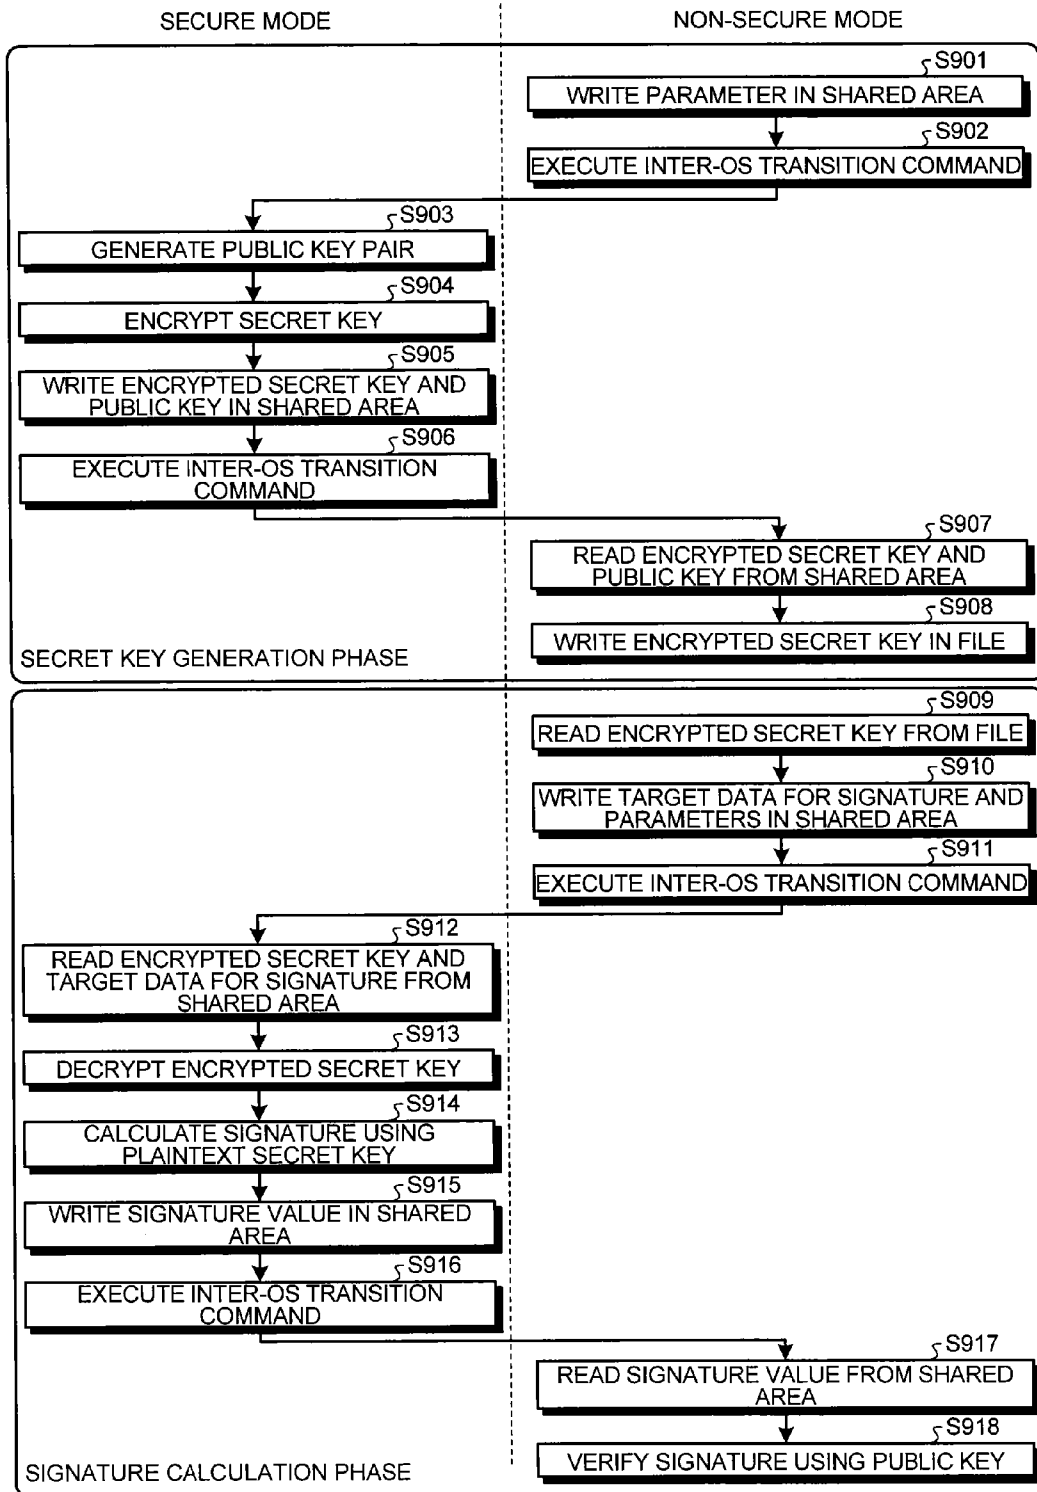 SECURE MODE
NON-SECURE MODE
S901
WRITE PARAMETER IN SHARED AREA
S902
EXECUTE INTER-OS TRANSITION COMMAND
S903
GENERATE PUBLIC KEY PAIR
S904
ENCRYPT SECRET KEY
S905
WRITE ENCRYPTED SECRET KEY AND
PUBLIC KEY IN SHARED AREA
S906
EXECUTE INTER-OS TRANSITION
COMMAND
S907
READ ENCRYPTED SECRET KEY AND
PUBLIC KEY FROM SHARED AREA
S908
WRITE ENCRYPTED SECRET KEY IN FILE
SECRET KEY GENERATION PHASE
S909
READ ENCRYPTED SECRET KEY FROM FILE
S910
WRITE TARGET DATA FOR SIGNATURE AND
PARAMETERS IN SHARED AREA
S911
EXECUTE INTER-OS TRANSITION COMMAND
S912
READ ENCRYPTED SECRET KEY AND
TARGET DATA FOR SIGNATURE FROM
SHARED AREA
S913
DECRYPT ENCRYPTED SECRET KEY
S914
CALCULATE SIGNATURE USING
PLAINTEXT SECRET KEY
S915
WRITE SIGNATURE VALUE IN SHARED
AREA
S916
EXECUTE INTER-OS TRANSITION
COMMAND
S917
READ SIGNATURE VALUE FROM SHARED
AREA
S918
VERIFY SIGNATURE USING PUBLIC KEY
SIGNATURE CALCULATION PHASE